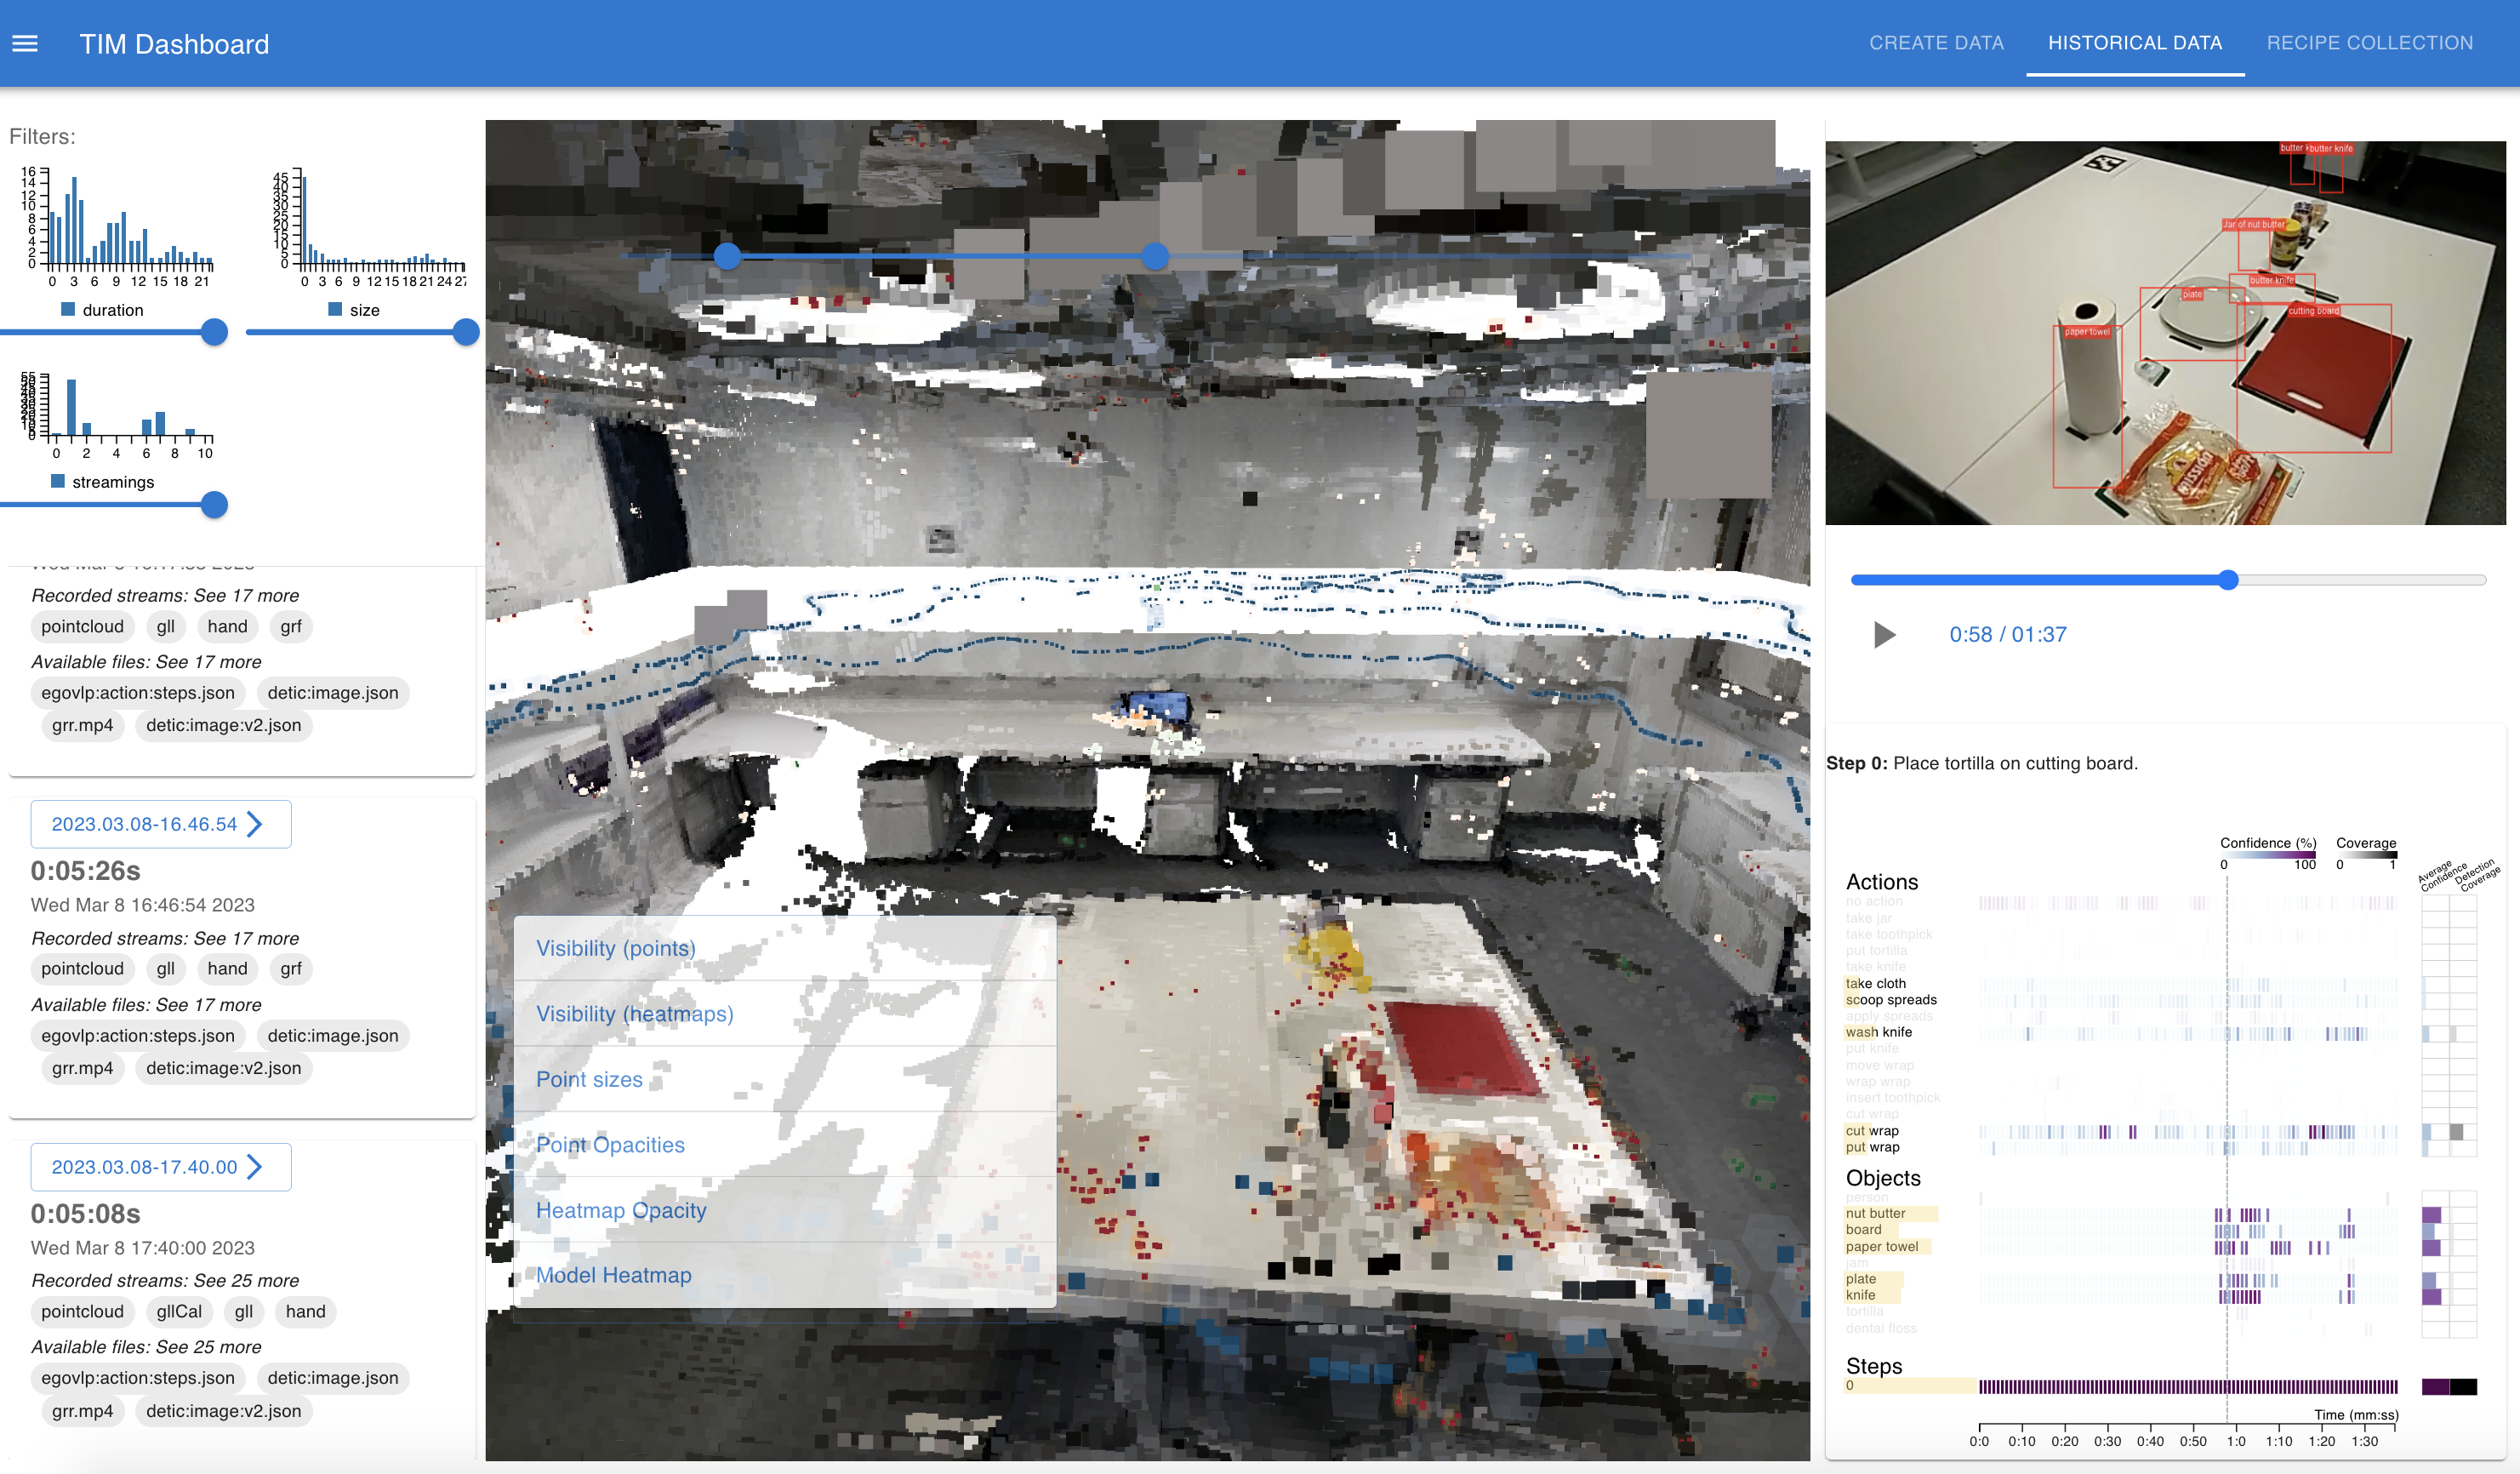 TIM Dashboard
CREATE DATA
HISTORICAL DATA
RECIPE COLLECTION
Filters:
16
14
12
10
8
6
4
2
0
0 3 6 9 12 15 18 21
duration
45
40
35
30
25
20
15
10
5
0
0 3 6 9 12 15 18 21 24
size
55
0
0 2 4 6 8 10
streamings
Recorded streams: See 17 more
pointcloud gll hand grf
Available files: See 17 more
egovlp:action:steps.json detic:image.json
grr.mp4 detic:image:v2.json
2023.03.08-16.46.54
0:05:26s
Wed Mar 8 16:46:54 2023
Recorded streams: See 17 more
pointcloud gll hand grf
Available files: See 17 more
egovlp:action:steps.json detic:image.json
grr.mp4 detic:image:v2.json
2023.03.08-17.40.00
0:05:08s
Wed Mar 8 17:40:00 2023
Recorded streams: See 25 more
pointcloud gllCal gll hand
Available files: See 25 more
egovlp:action:steps.json detic:image.json
grr.mp4 detic:image:v2.json
Visibility (points)
Visibility (heatmaps)
Point sizes
Point Opacities
Heatmap Opacity
Model Heatmap
butter butter knife
Jar of nut butter
butter knife
plate
cutting board
paper towel
MISSION
0:58 / 01:37
Step 0: Place tortilla on cutting board.
Confidence (%)
0 100
Coverage
0 1
Average Confidence
Detection Coverage
Actions
no action
take jar
take toothpick
put tortilla
take knife
take cloth
scoop spreads
apply spreads
wash knife
put knife
move wrap
wrap wrap
insert toothpick
cut wrap
cut wrap
put wrap
Objects
person
nut butter
board
paper towel
jam
plate
knife
tortilla
dental floss
Steps
0
Time (mm:ss)
0:0 0:10 0:20 0:30 0:40 0:50 1:0 1:10 1:20 1:30